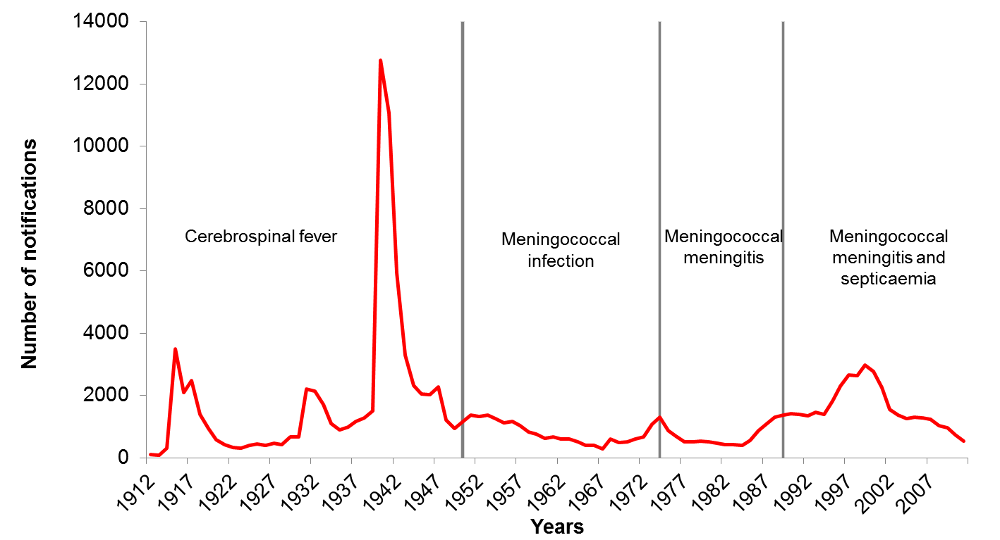 14000
12000
10000
8000
6000
4000
2000
0
Number of notifications
Cerebrospinal fever
Meningococcal
infection
Meningococcal
meningitis
Meningococcal
meningitis and
septicaemia
1912
1917
1922
1927
1932
1937
1942
1947
1952
1957
1962
1967
1972
1977
1982
1987
1992
1997
2002
2007
Years